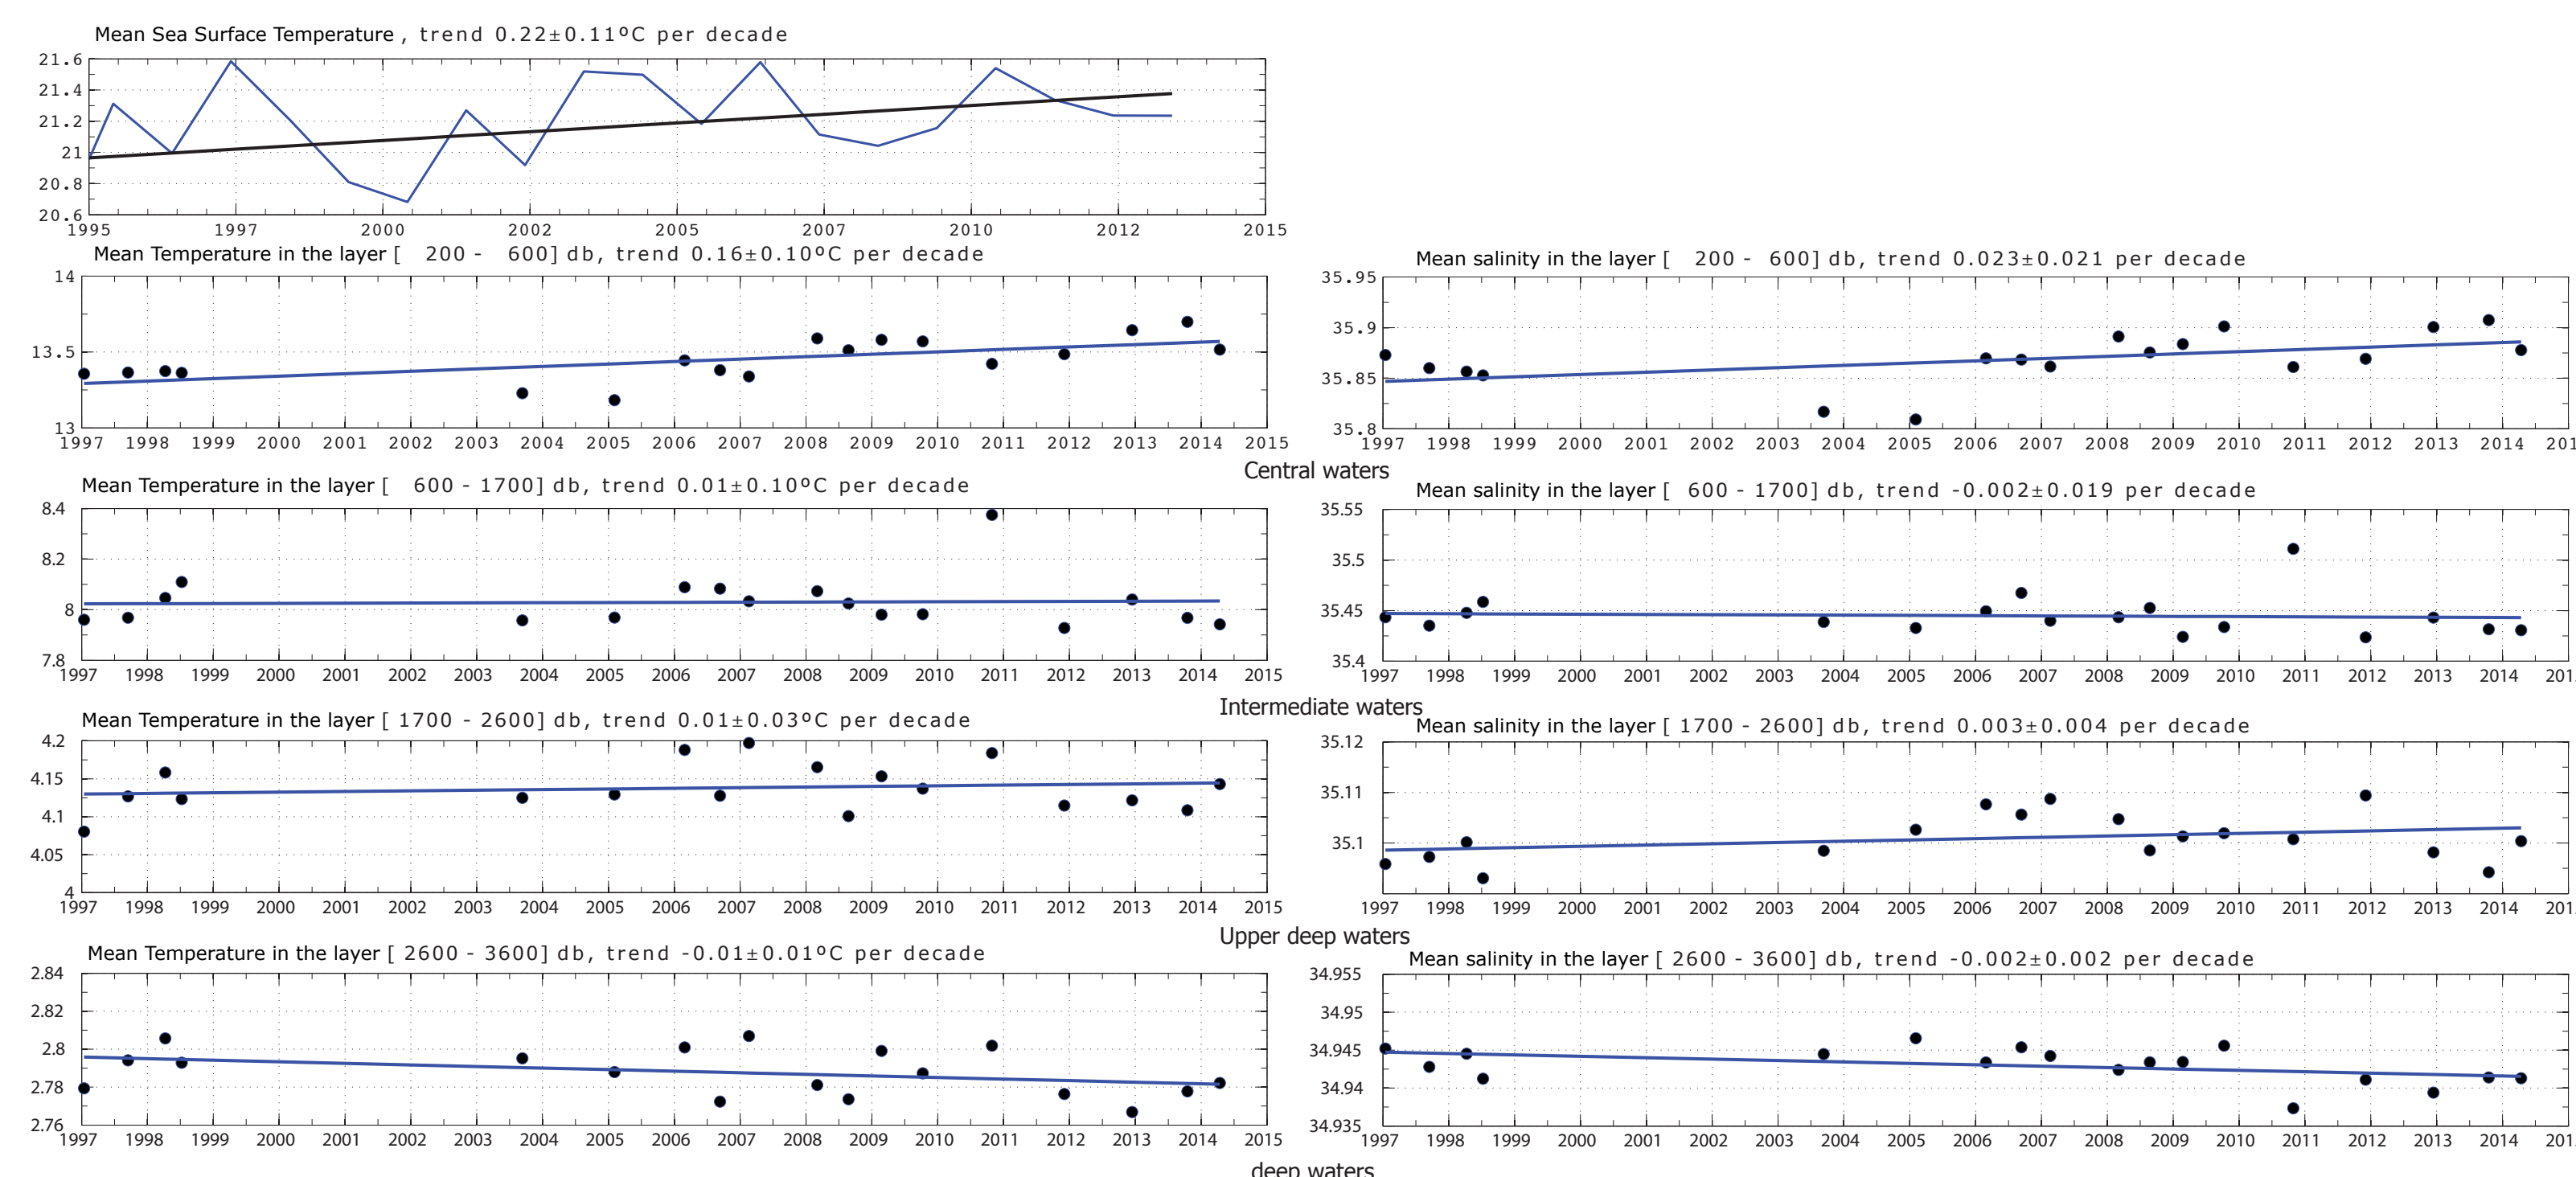 Mean Sea Surface Temperature , trend 0.22±0.11ºC per decade
21.6
21.4
21.2
21
20.8
20.6
1995 1997 2000 2002 2005 2007 2010 2012 2015
Mean Temperature in the layer [ 200 - 600] db, trend 0.16±0.10ºC per decade
14
13.5
13
1997 1998 1999 2000 2001 2002 2003 2004 2005 2006 2007 2008 2009 2010 2011 2012 2013 2014 2015
Mean salinity in the layer [ 200 - 600] db, trend 0.023±0.021 per decade
35.95
35.9
35.85
35.8
1997 1998 1999 2000 2001 2002 2003 2004 2005 2006 2007 2008 2009 2010 2011 2012 2013 2014 201
Central waters
Mean Temperature in the layer [ 600 - 1700] db, trend 0.01±0.10ºC per decade
8.4
8.2
8
7.8
1997 1998 1999 2000 2001 2002 2003 2004 2005 2006 2007 2008 2009 2010 2011 2012 2013 2014 2015
Mean salinity in the layer [ 600 - 1700] db, trend -0.002±0.019 per decade
35.55
35.5
35.45
35.4
1997 1998 1999 2000 2001 2002 2003 2004 2005 2006 2007 2008 2009 2010 2011 2012 2013 2014 201
Intermediate waters
Mean Temperature in the layer [ 1700 - 2600] db, trend 0.01±0.03ºC per decade
4.2
4.15
4.1
4.05
4
1997 1998 1999 2000 2001 2002 2003 2004 2005 2006 2007 2008 2009 2010 2011 2012 2013 2014 2015
Mean salinity in the layer [ 1700 - 2600] db, trend 0.003±0.004 per decade
35.12
35.11
35.1
1997 1998 1999 2000 2001 2002 2003 2004 2005 2006 2007 2008 2009 2010 2011 2012 2013 2014 201
Upper deep waters
Mean Temperature in the layer [ 2600 - 3600] db, trend -0.01±0.01ºC per decade
2.84
2.82
2.8
2.78
2.76
1997 1998 1999 2000 2001 2002 2003 2004 2005 2006 2007 2008 2009 2010 2011 2012 2013 2014 2015
Mean salinity in the layer [ 2600 - 3600] db, trend -0.002±0.002 per decade
34.955
34.95
34.945
34.94
34.935
1997 1998 1999 2000 2001 2002 2003 2004 2005 2006 2007 2008 2009 2010 2011 2012 2013 2014 201
deep waters